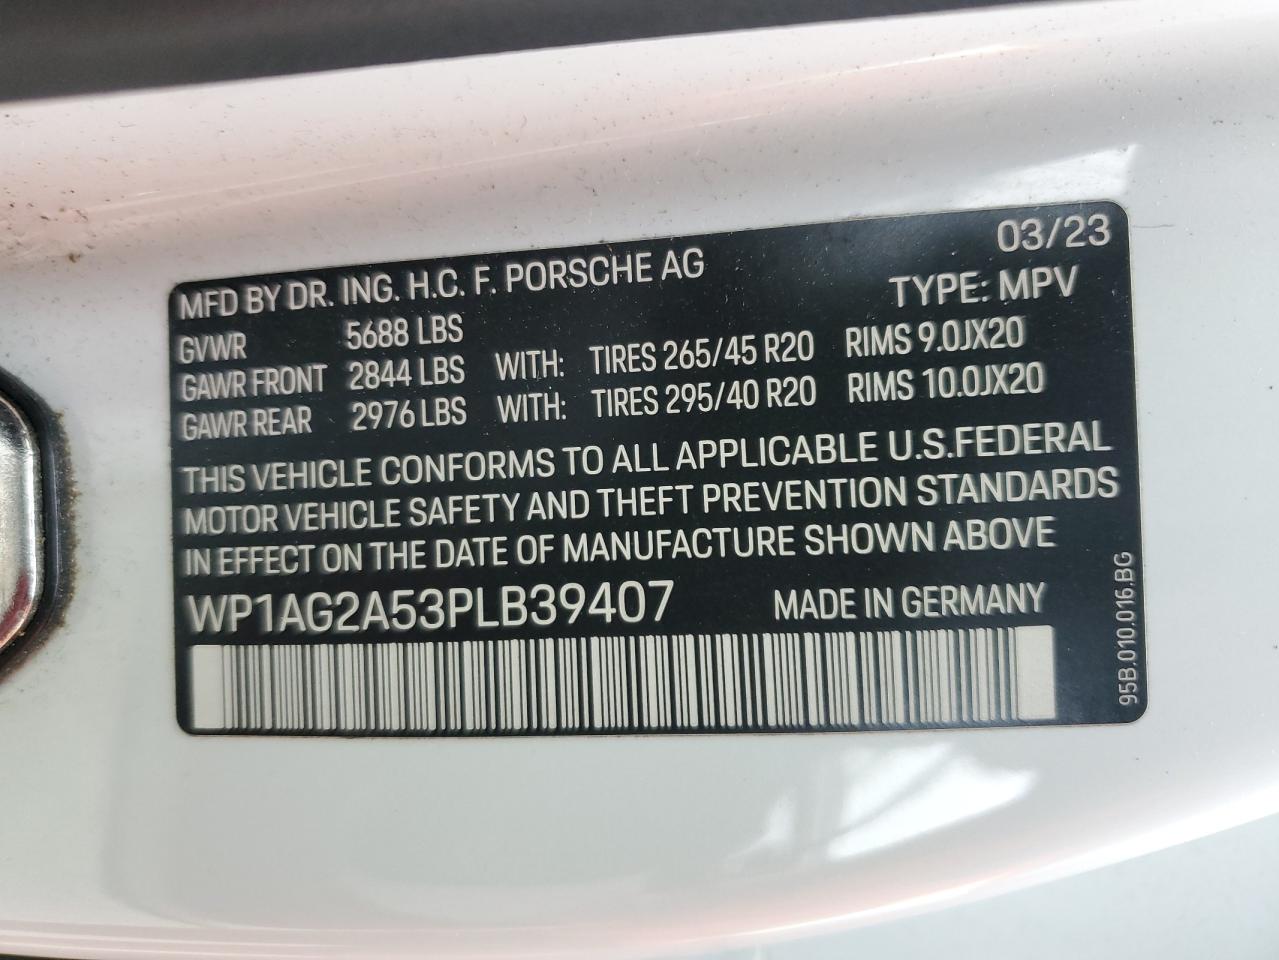 03/23
MFD BY DR. ING. H.C. F. PORSCHE AG TYPE: MPV
GVWR 5688 LBS
GAWR FRONT 2844 LBS WITH: TIRES 265/45 R20 RIMS 9.0JX20
GAWR REAR 2976 LBS WITH: TIRES 295/40 R20 RIMS 10.0JX20
THIS VEHICLE CONFORMS TO ALL APPLICABLE U.S.FEDERAL
MOTOR VEHICLE SAFETY AND THEFT PREVENTION STANDARDS
IN EFFECT ON THE DATE OF MANUFACTURE SHOWN ABOVE
WP1AG2A53PLB39407 MADE IN GERMANY
95B.010.016.BG